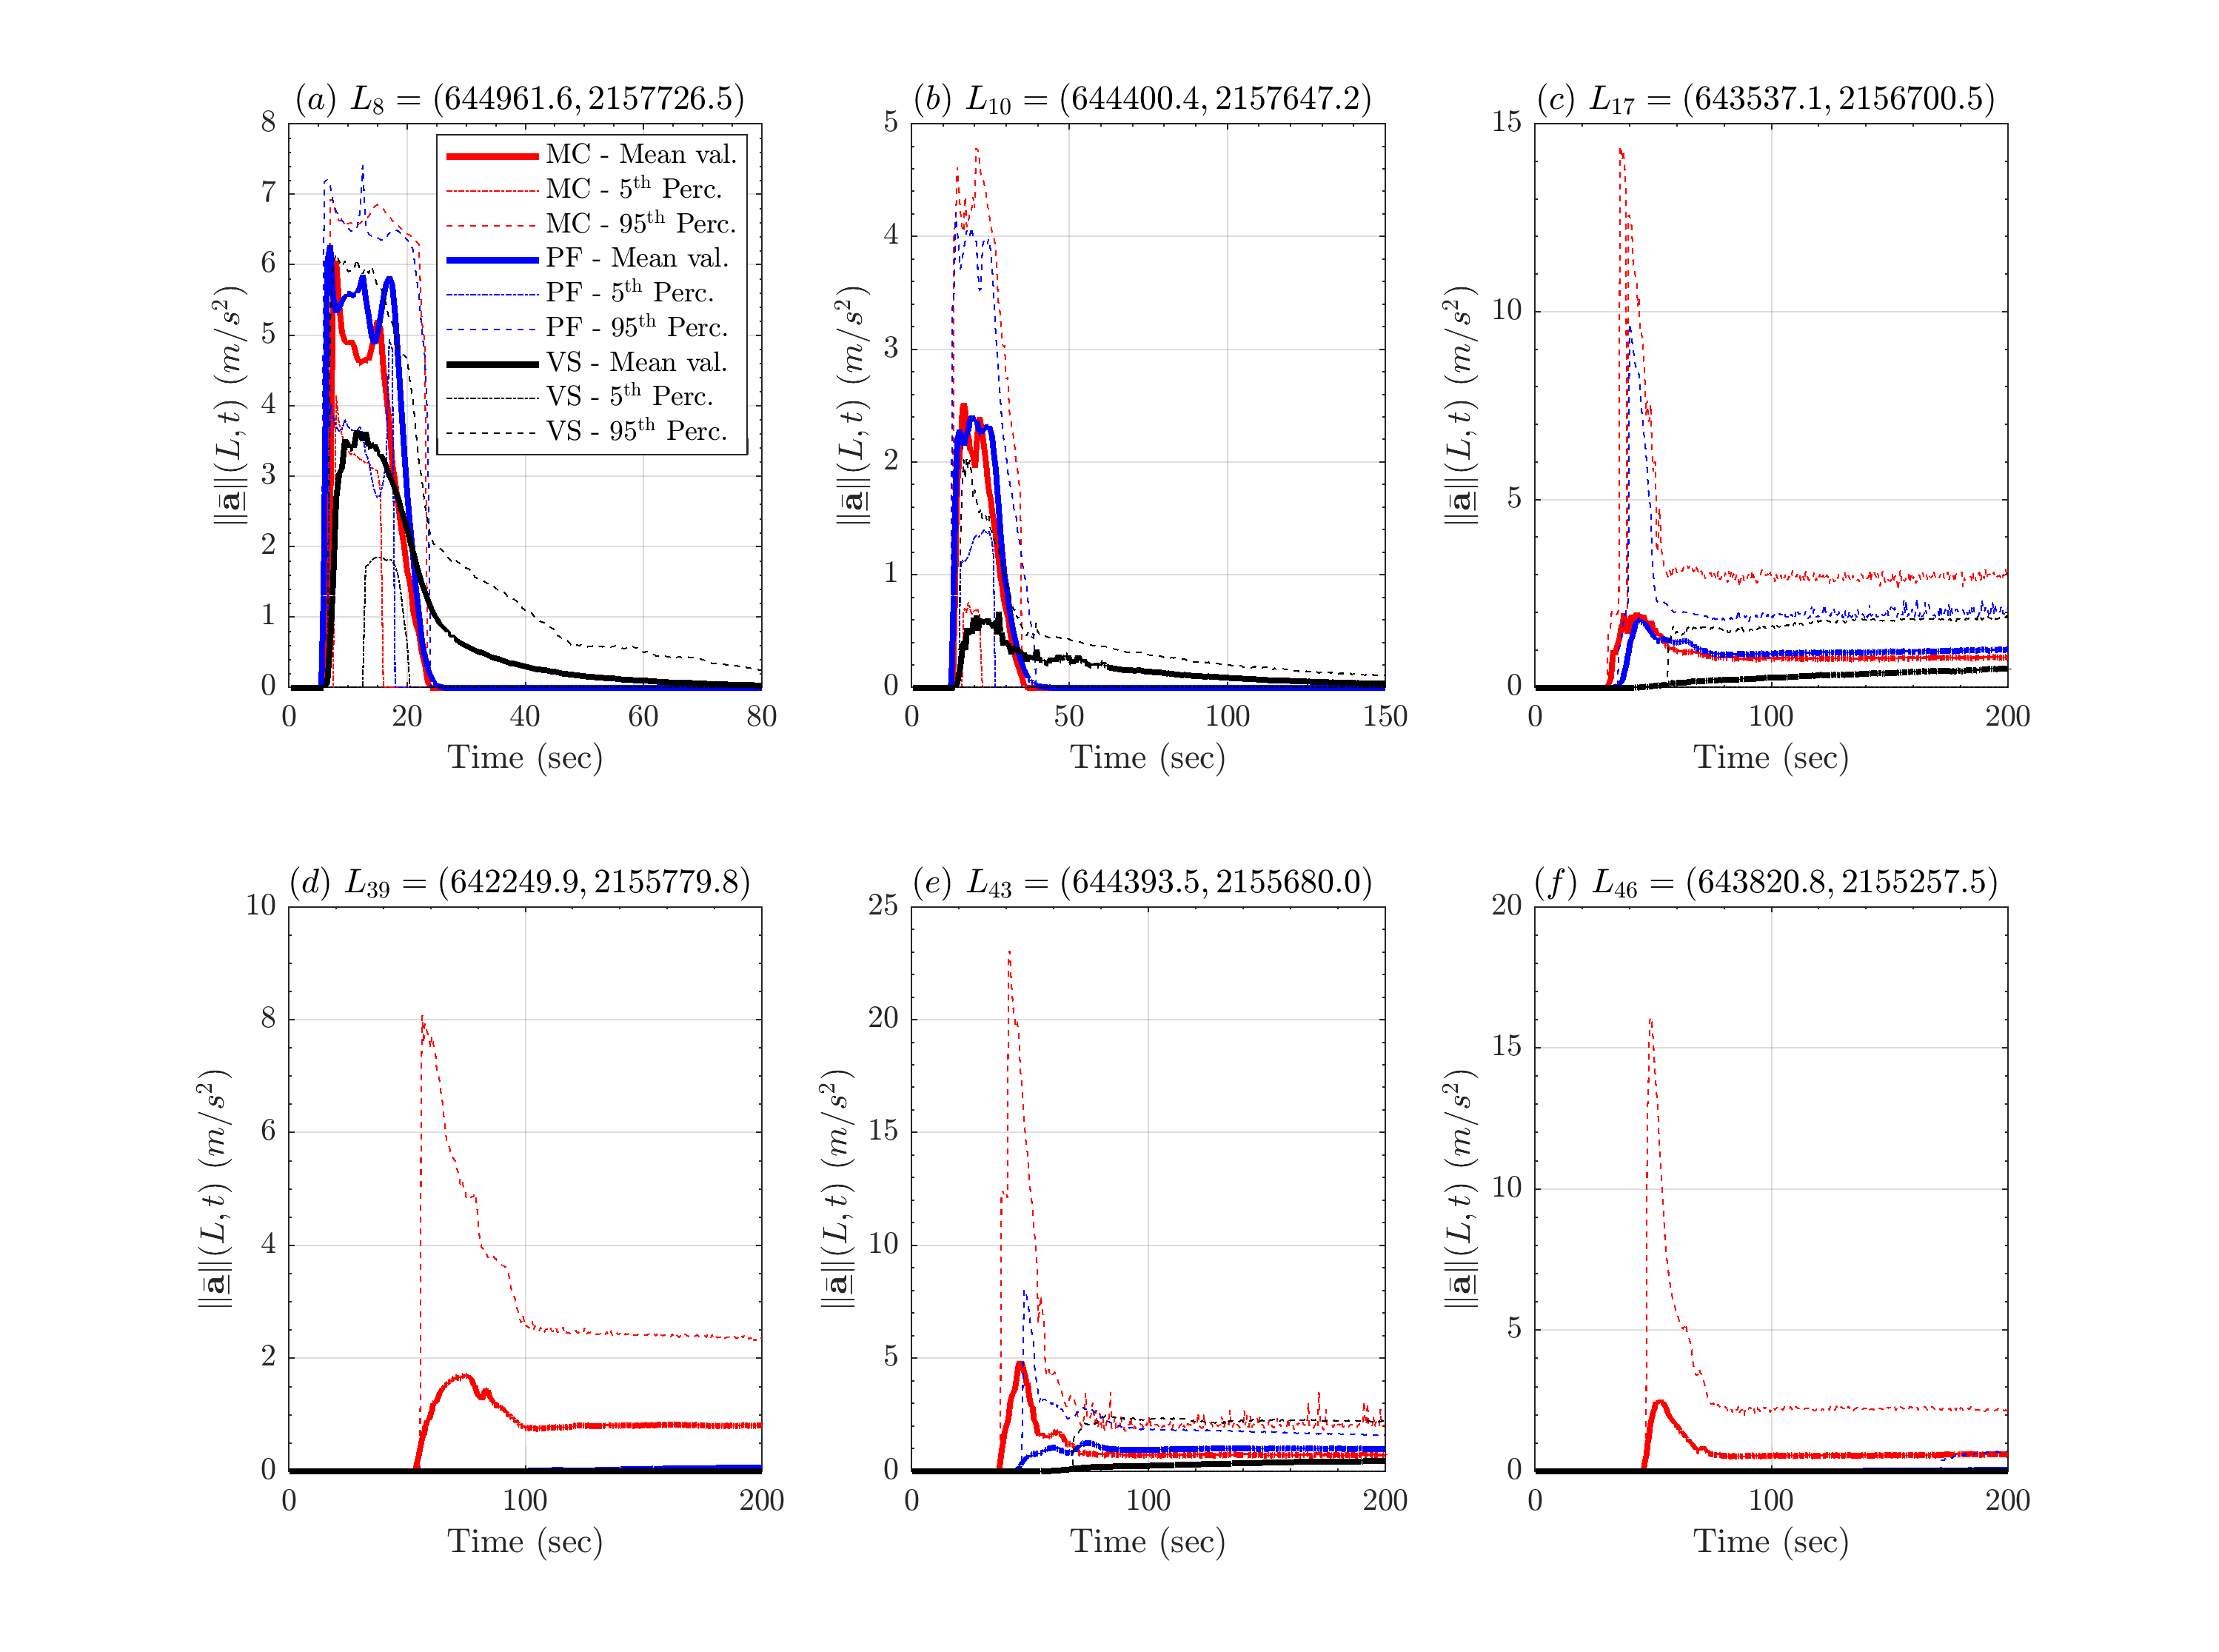 (a) L₈ = (644961.6, 2157726.5)
8
7
6
5
4
3
2
1
0
||ā̲||(L, t) (m/s²)
0 20 40 60 80
Time (sec)
MC - Mean val.
MC - 5ᵗʰ Perc.
MC - 95ᵗʰ Perc.
PF - Mean val.
PF - 5ᵗʰ Perc.
PF - 95ᵗʰ Perc.
VS - Mean val.
VS - 5ᵗʰ Perc.
VS - 95ᵗʰ Perc.
(b) L₁₀ = (644400.4, 2157647.2)
5
4
3
2
1
0
||ā̲||(L, t) (m/s²)
0 50 100 150
Time (sec)
(c) L₁₇ = (643537.1, 2156700.5)
15
10
5
0
||ā̲||(L, t) (m/s²)
0 100 200
Time (sec)
(d) L₃₉ = (642249.9, 2155779.8)
10
8
6
4
2
0
||ā̲||(L, t) (m/s²)
0 100 200
Time (sec)
(e) L₄₃ = (644393.5, 2155680.0)
25
20
15
10
5
0
||ā̲||(L, t) (m/s²)
0 100 200
Time (sec)
(f) L₄₆ = (643820.8, 2155257.5)
20
15
10
5
0
||ā̲||(L, t) (m/s²)
0 100 200
Time (sec)